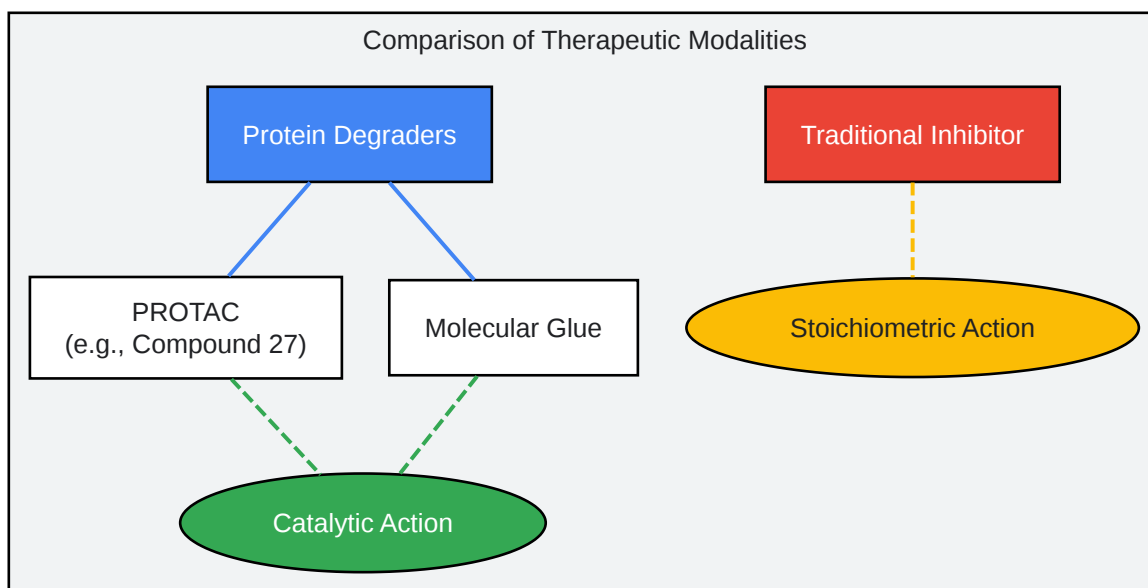 Comparison of Therapeutic Modalities
Protein Degraders
Traditional Inhibitor
PROTAC
(e.g., Compound 27)
Molecular Glue
Stoichiometric Action
Catalytic Action